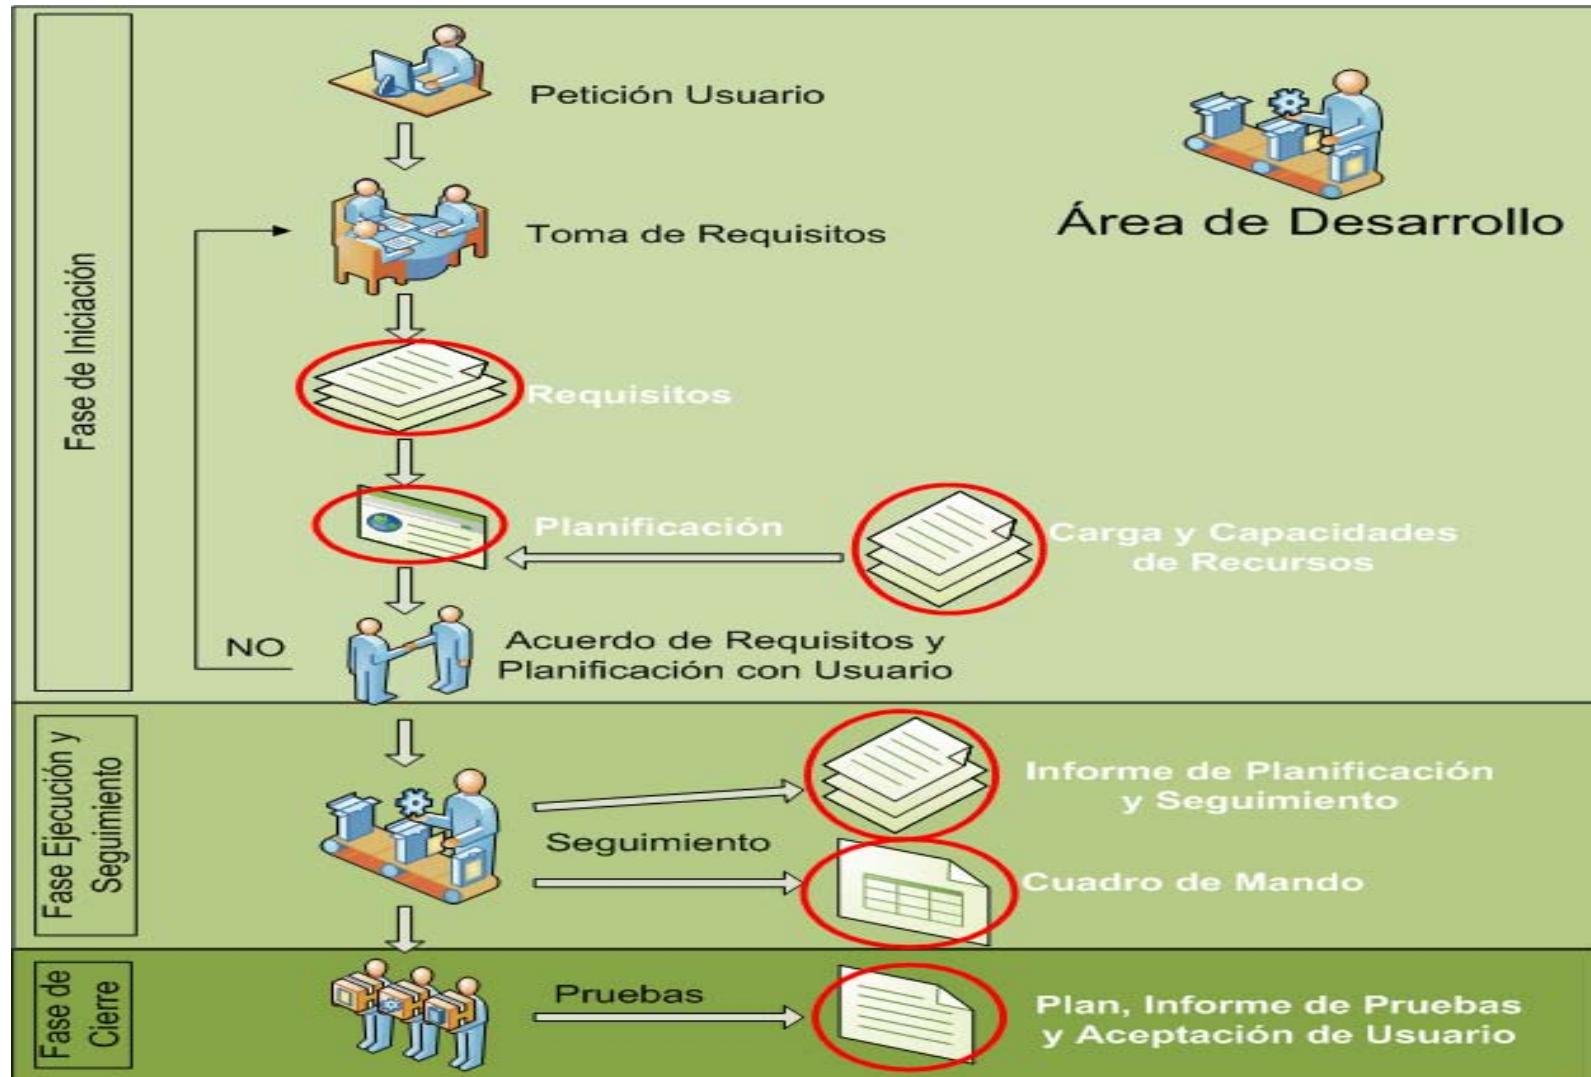 Petición Usuario
Área de Desarrollo
Toma de Requisitos
Fase de Iniciación
Requisitos
Planificación
Carga y Capacidades
de Recursos
NO
Acuerdo de Requisitos y
Planificación con Usuario
Fase Ejecución y
Seguimiento
Informe de Planificación
y Seguimiento
Seguimiento
Cuadro de Mando
Fase de
Cierre
Pruebas
Plan, Informe de Pruebas
y Aceptación de Usuario